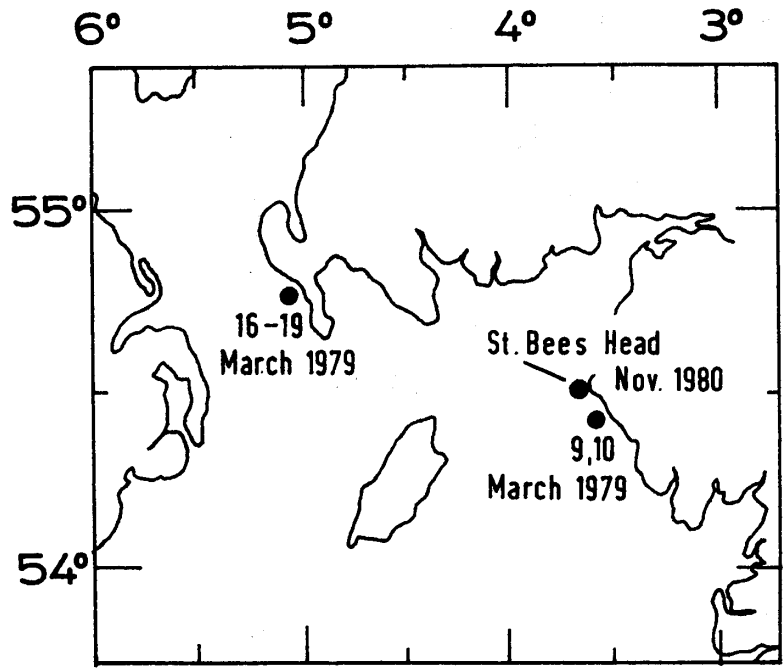 6° 5° 4° 3°
55°
16-19
March 1979
St. Bees Head
Nov. 1980
9,10
March 1979
54°